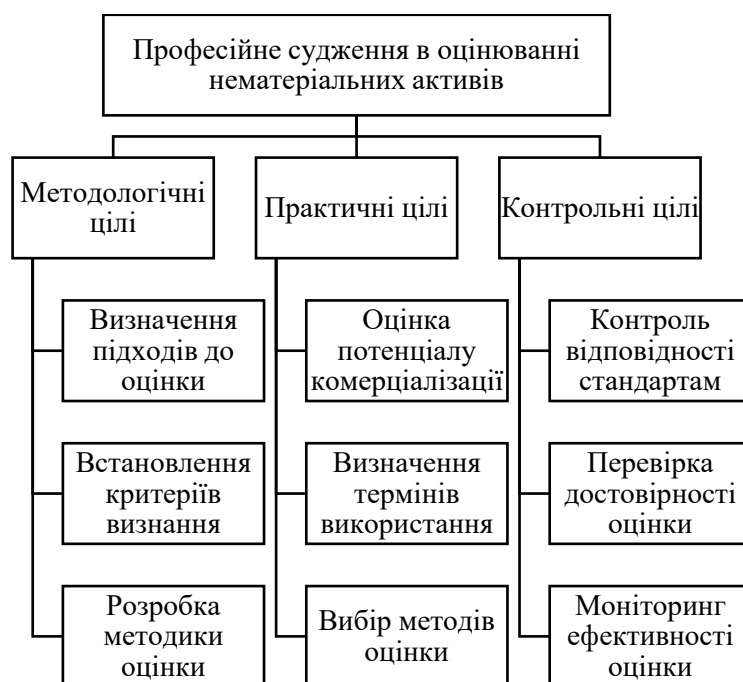 Професійне судження в оцінюванні
нематеріальних активів
Методологічні
цілі
Практичні цілі
Контрольні цілі
Визначення
підходів до
оцінки
Встановлення
критеріїв
визнання
Розробка
методики
оцінки
Оцінка
потенціалу
комерціалізації
Визначення
термінів
використання
Вибір методів
оцінки
Контроль
відповідності
стандартам
Перевірка
достовірності
оцінки
Моніторинг
ефективності
оцінки